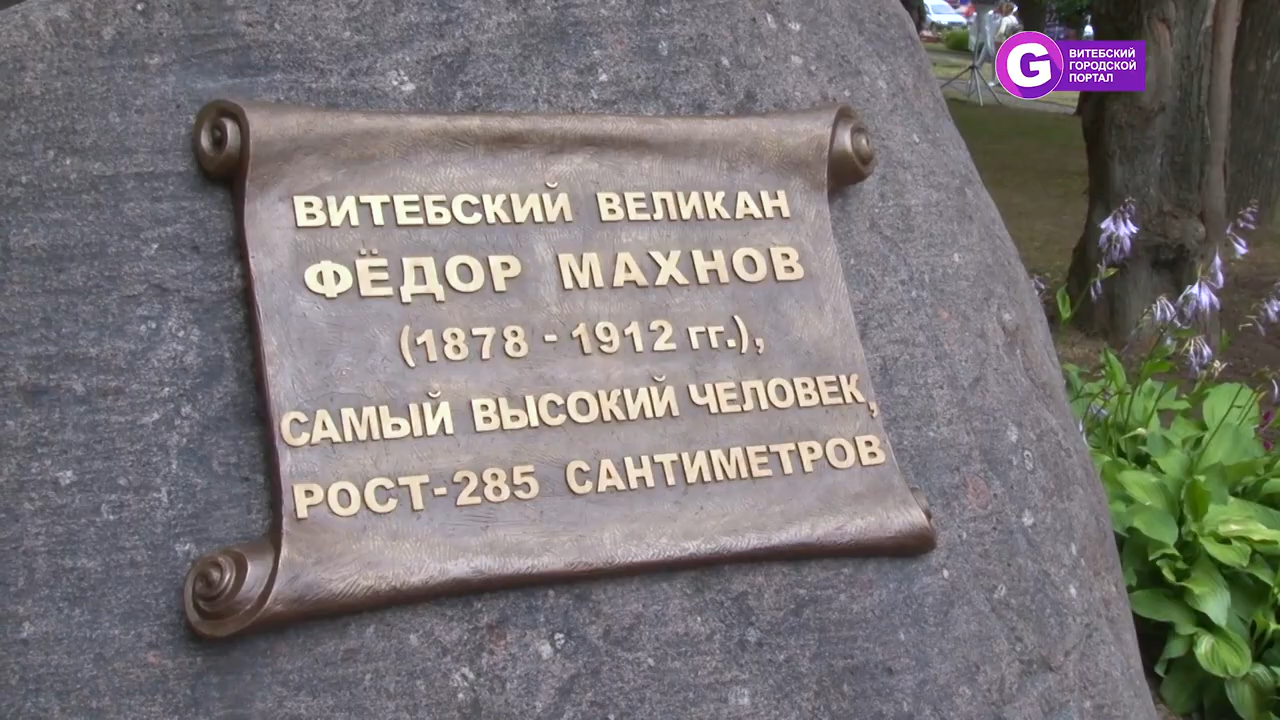 G
ВИТЕБСКИЙ
ГОРОДСКОЙ
ПОРТАЛ
ВИТЕБСКИЙ ВЕЛИКАН
ФЁДОР МАХНОВ
(1878 - 1912 гг.),
САМЫЙ ВЫСОКИЙ ЧЕЛОВЕК,
РОСТ-285 САНТИМЕТРОВ